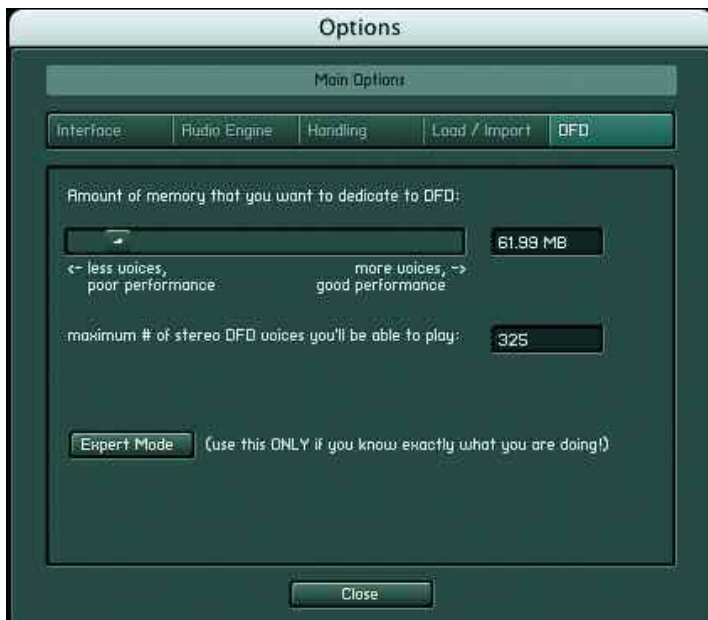 Options
Main Options
Interface
Audio Engine
Handling
Load / Import
DFD
Amount of memory that you want to dedicate to DFD:
61.99 MB
<- less voices,
poor performance
more voices, ->
good performance
maximum # of stereo DFD voices you'll be able to play:
325
Expert Mode
(use this ONLY if you know exactly what you are doing!)
Close